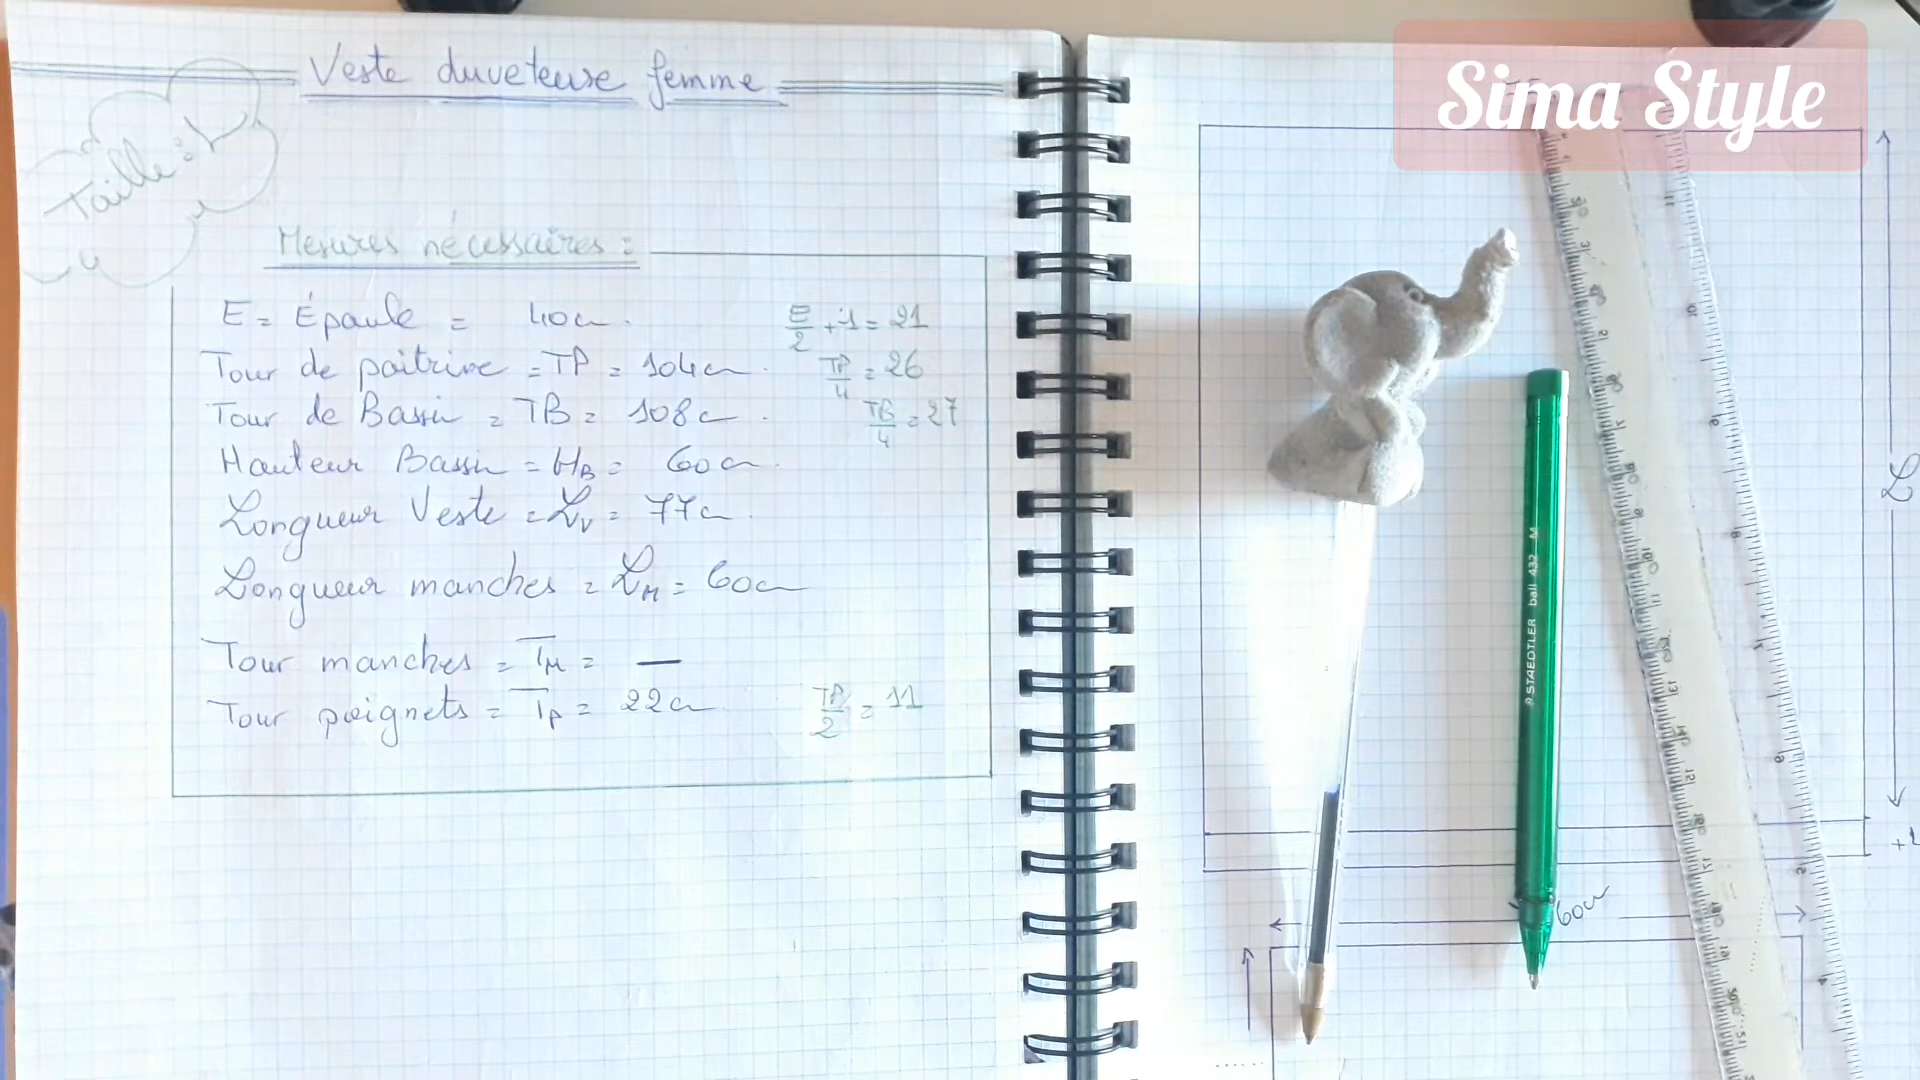 Veste duveteuse femme
Taille : L
Mesures nécessaires :
E = Épaule = 40cm. E/2 + 1 = 21
Tour de poitrine = TP = 104cm. TP/4 = 26
Tour de Bassin = TB = 108cm. TB/4 = 27
Hauteur Bassin = HB = 60cm.
Longueur Veste = LV = 77cm.
Longueur manches = LM = 60cm
Tour manches = TM = —
Tour poignets = TP = 22cm TP/2 = 11
Sima Style
L
60cm
STAEDTLER ball 432 M